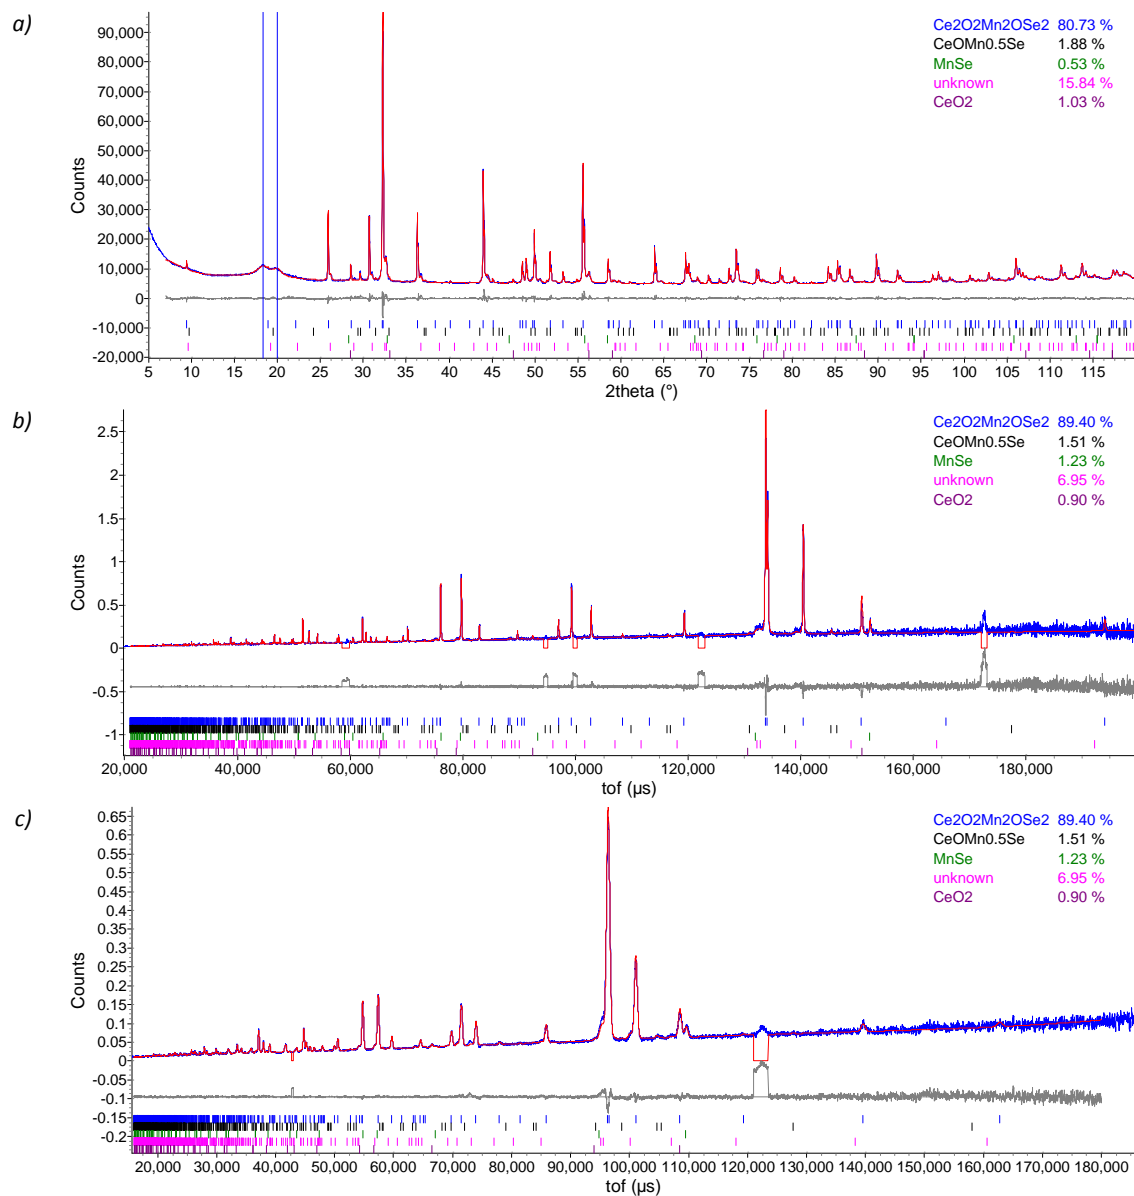 a)
Ce2O2Mn2OSe2 80.73 %
CeOMn0.5Se 1.88 %
MnSe 0.53 %
unknown 15.84 %
CeO2 1.03 %
Counts
90,000
80,000
70,000
60,000
50,000
40,000
30,000
20,000
10,000
0
-10,000
-20,000
5 10 15 20 25 30 35 40 45 50 55 60 65 70 75 80 85 90 95 100 105 110 115
2theta (°)
b)
Ce2O2Mn2OSe2 89.40 %
CeOMn0.5Se 1.51 %
MnSe 1.23 %
unknown 6.95 %
CeO2 0.90 %
Counts
2.5
2
1.5
1
0.5
0
-0.5
-1
20,000 40,000 60,000 80,000 100,000 120,000 140,000 160,000 180,000
tof (µs)
c)
Ce2O2Mn2OSe2 89.40 %
CeOMn0.5Se 1.51 %
MnSe 1.23 %
unknown 6.95 %
CeO2 0.90 %
Counts
0.65
0.6
0.55
0.5
0.45
0.4
0.35
0.3
0.25
0.2
0.15
0.1
0.05
0
-0.05
-0.1
-0.15
-0.2
20,000 30,000 40,000 50,000 60,000 70,000 80,000 90,000 100,000 110,000 120,000 130,000 140,000 150,000 160,000 170,000 180,000
tof (µs)